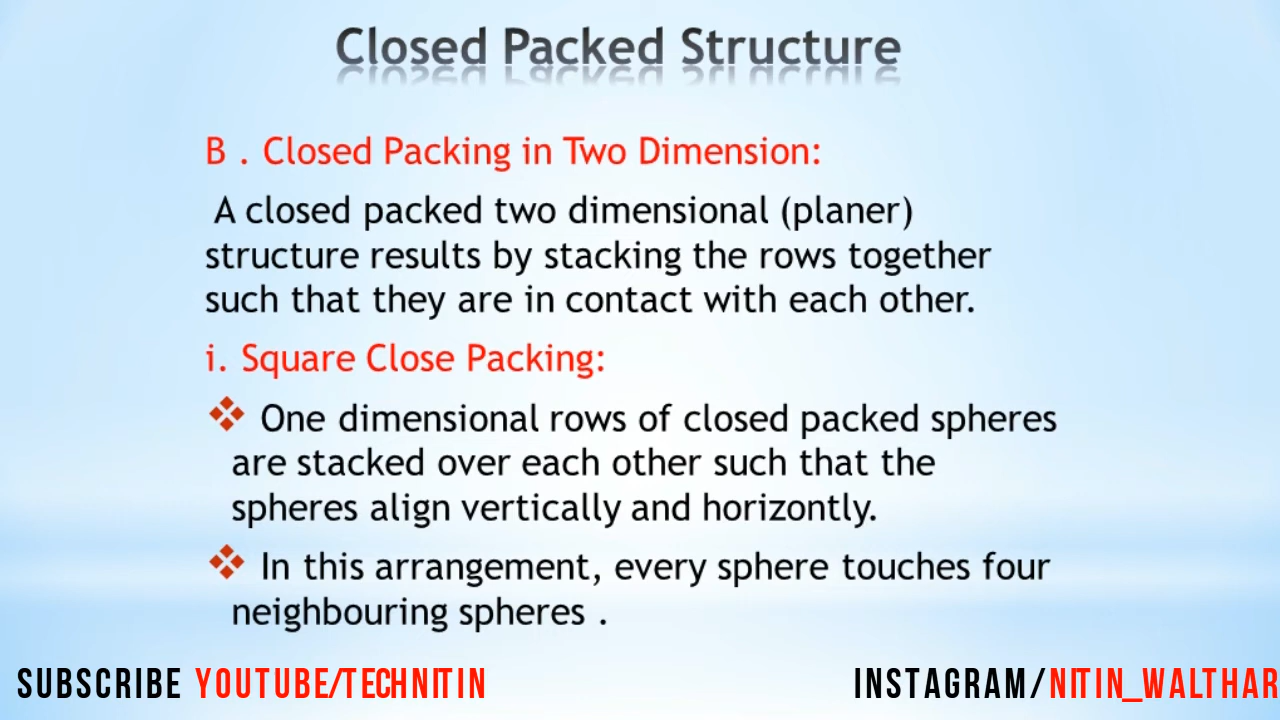 Closed Packed Structure
B . Closed Packing in Two Dimension:
A closed packed two dimensional (planer)
structure results by stacking the rows together
such that they are in contact with each other.
i. Square Close Packing:
❖ One dimensional rows of closed packed spheres
are stacked over each other such that the
spheres align vertically and horizontly.
❖ In this arrangement, every sphere touches four
neighbouring spheres .
SUBSCRIBE YOUTUBE/TECHNITIN
INSTAGRAM/NITIN_WALTHAR